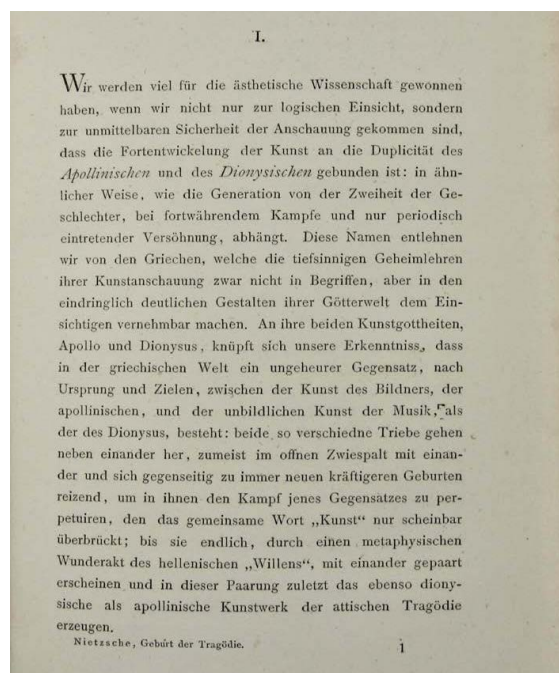 I.
Wir werden viel für die ästhetische Wissenschaft gewonnen
haben, wenn wir nicht nur zur logischen Einsicht, sondern
zur unmittelbaren Sicherheit der Anschauung gekommen sind,
dass die Fortentwickelung der Kunst an die Duplicität des
Apollinischen und des Dionysischen gebunden ist: in ähn-
licher Weise, wie die Generation von der Zweiheit der Ge-
schlechter, bei fortwährendem Kampfe und nur periodisch
eintretender Versöhnung, abhängt. Diese Namen entlehnen
wir von den Griechen, welche die tiefsinnigen Geheimlehren
ihrer Kunstanschauung zwar nicht in Begriffen, aber in den
eindringlich deutlichen Gestalten ihrer Götterwelt dem Ein-
sichtigen vernehmbar machen. An ihre beiden Kunstgottheiten,
Apollo und Dionysus, knüpft sich unsere Erkenntniss, dass
in der griechischen Welt ein ungeheurer Gegensatz, nach
Ursprung und Zielen, zwischen der Kunst des Bildners, der
apollinischen, und der unbildlichen Kunst der Musik, als
der des Dionysus, besteht: beide so verschiedne Triebe gehen
neben einander her, zumeist im offnen Zwiespalt mit einan-
der und sich gegenseitig zu immer neuen kräftigeren Geburten
reizend, um in ihnen den Kampf jenes Gegensatzes zu per-
petuiren, den das gemeinsame Wort „Kunst“ nur scheinbar
überbrückt; bis sie endlich, durch einen metaphysischen
Wunderakt des hellenischen „Willens“, mit einander gepaart
erscheinen und in dieser Paarung zuletzt das ebenso diony-
sische als apollinische Kunstwerk der attischen Tragödie
erzeugen.
Nietzsche, Geburt der Tragödie. 1